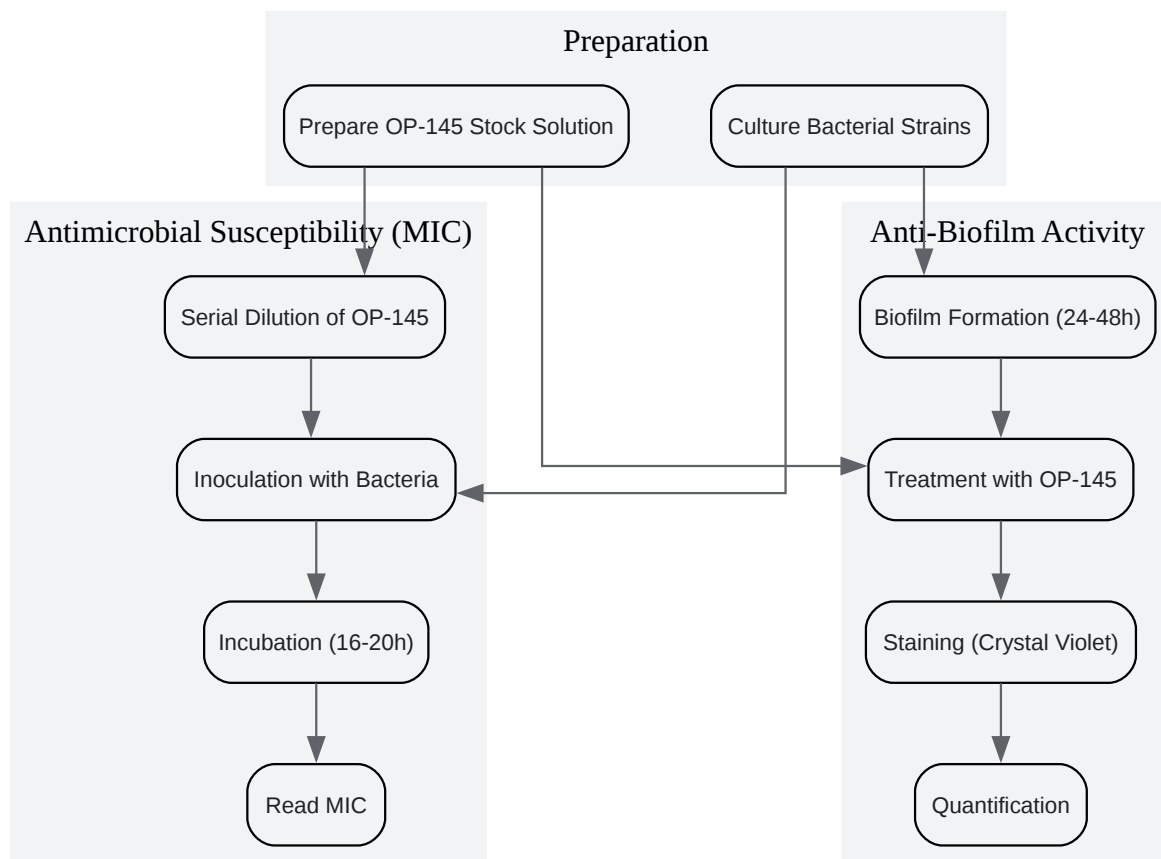 Preparation
Prepare OP-145 Stock Solution
Culture Bacterial Strains
Antimicrobial Susceptibility (MIC)
Serial Dilution of OP-145
Inoculation with Bacteria
Incubation (16-20h)
Read MIC
Anti-Biofilm Activity
Biofilm Formation (24-48h)
Treatment with OP-145
Staining (Crystal Violet)
Quantification